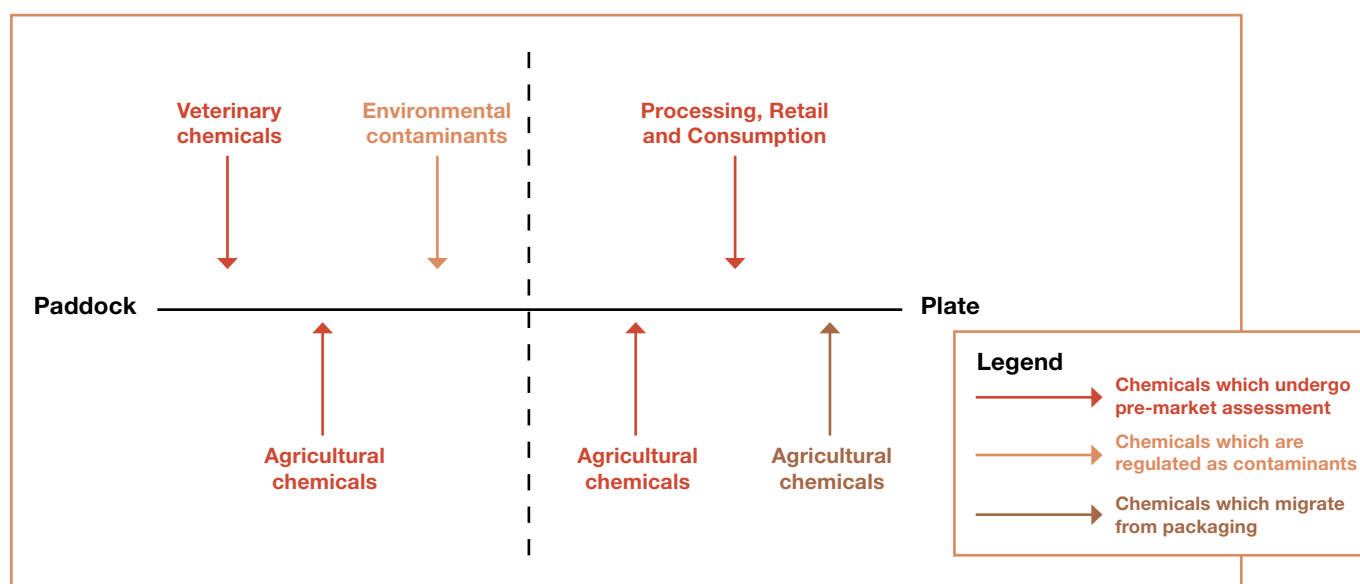 Veterinary
chemicals
Environmental
contaminants
Processing, Retail
and Consumption
Paddock
Plate
Agricultural
chemicals
Agricultural
chemicals
Agricultural
chemicals
Legend
Chemicals which undergo
pre-market assessment
Chemicals which are
regulated as contaminants
Chemicals which migrate
from packaging